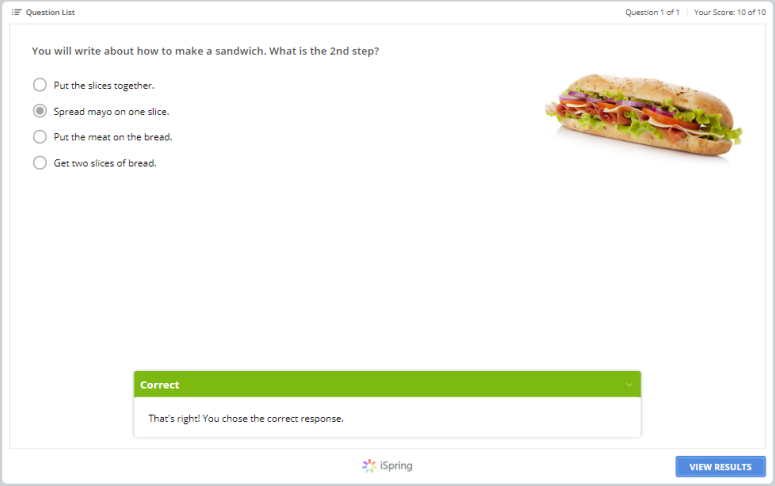 Question List
Question 1 of 1
Your Score: 10 of 10
You will write about how to make a sandwich. What is the 2nd step?
Put the slices together.
Spread mayo on one slice.
Put the meat on the bread.
Get two slices of bread.
Correct
That's right! You chose the correct response.
iSpring
VIEW RESULTS